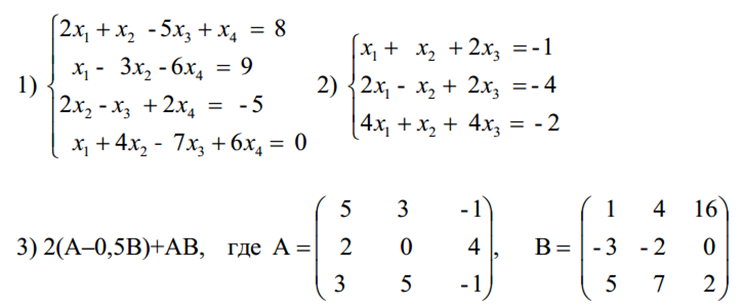 1) { 2x₁ + x₂ - 5x₃ + x₄ = 8
x₁ - 3x₂ - 6x₄ = 9
2x₂ - x₃ + 2x₄ = -5
x₁ + 4x₂ - 7x₃ + 6x₄ = 0
2) { x₁ + x₂ + 2x₃ = -1
2x₁ - x₂ + 2x₃ = -4
4x₁ + x₂ + 4x₃ = -2
3) 2(A–0,5B)+AB, где A = ( 5 3 -1
2 0 4
3 5 -1 ), B = ( 1 4 16
-3 -2 0
5 7 2 )